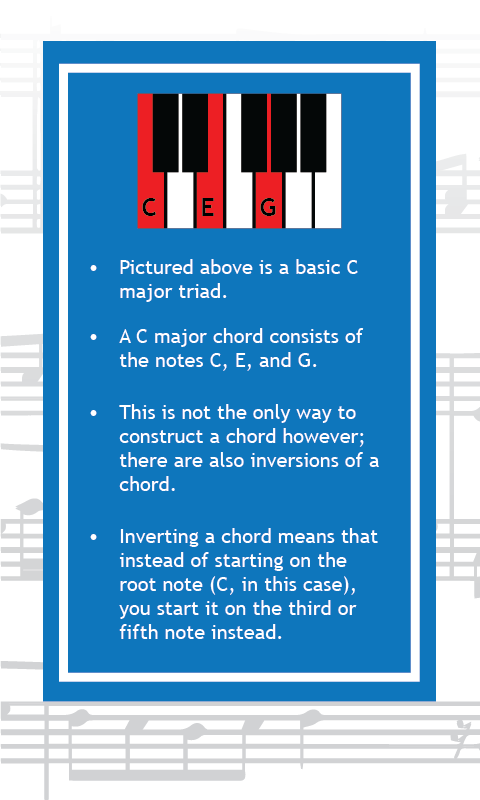 C E G
• Pictured above is a basic C
major triad.
• A C major chord consists of
the notes C, E, and G.
• This is not the only way to
construct a chord however;
there are also inversions of a
chord.
• Inverting a chord means that
instead of starting on the
root note (C, in this case),
you start it on the third or
fifth note instead.